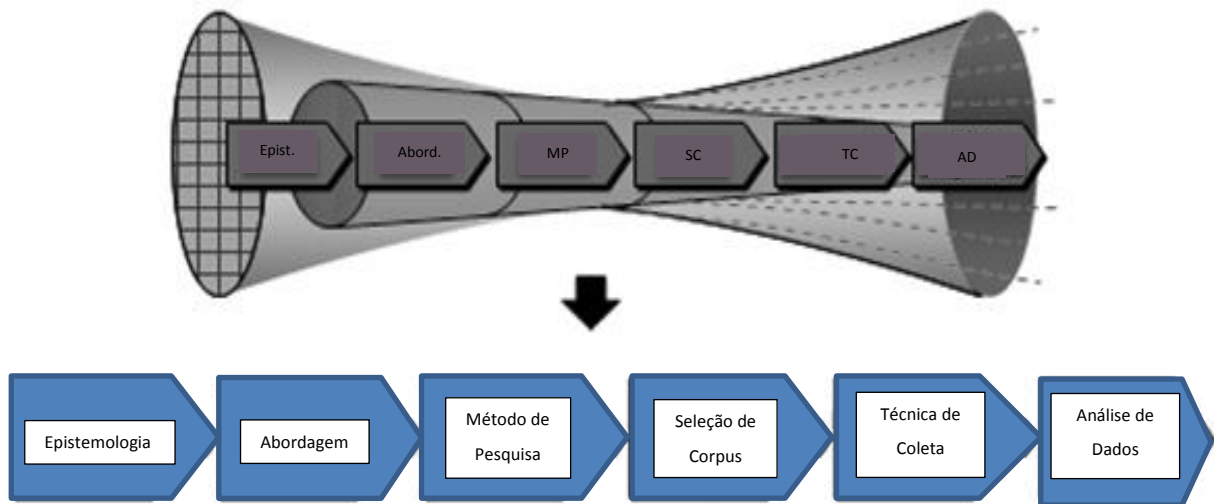 Epist.
Abord.
MP
SC
TC
AD
Epistemologia
Abordagem
Método de
Pesquisa
Seleção de
Corpus
Técnica de
Coleta
Análise de
Dados